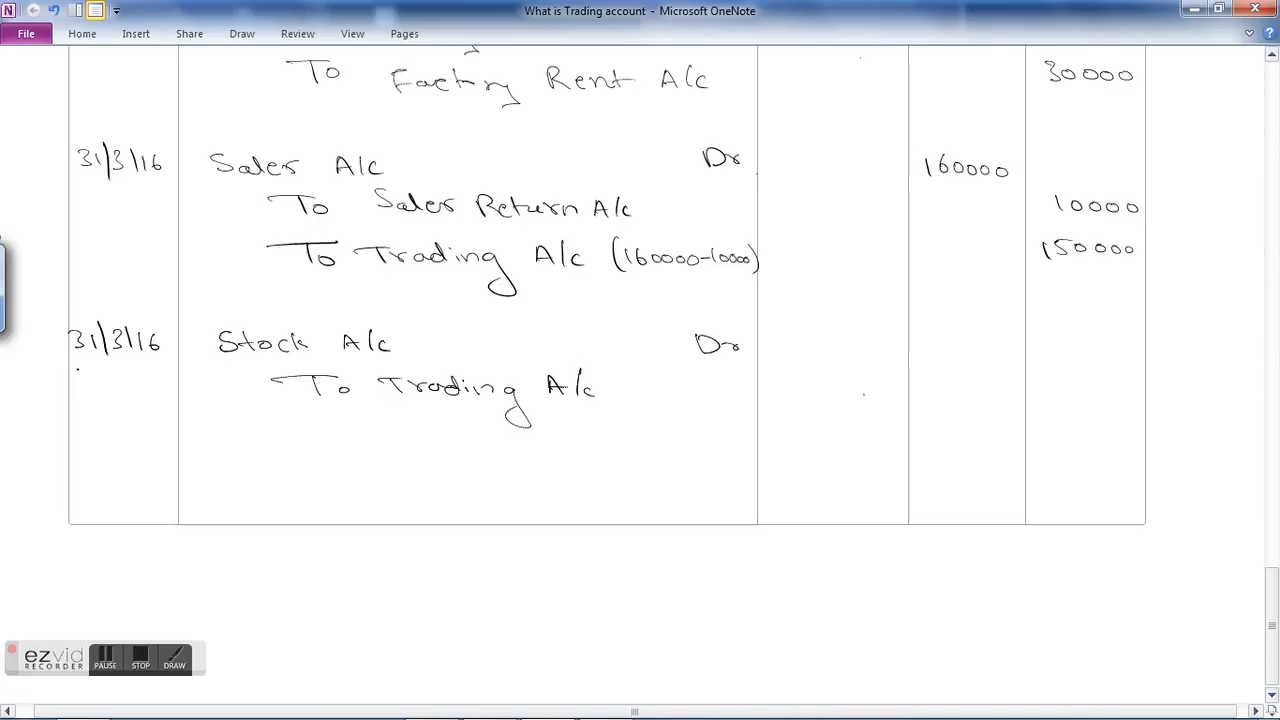 What is Trading account - Microsoft OneNote
File Home Insert Share Draw Review View Pages
To Factory Rent A/c 30000
31/3/16 Sales A/c Dr 160000
To Sales Return A/c 10000
To Trading A/c (160000-10000) 150000
31/3/16 Stock A/c Dr
To Trading A/c
ezvid
RECORDER
PAUSE STOP DRAW